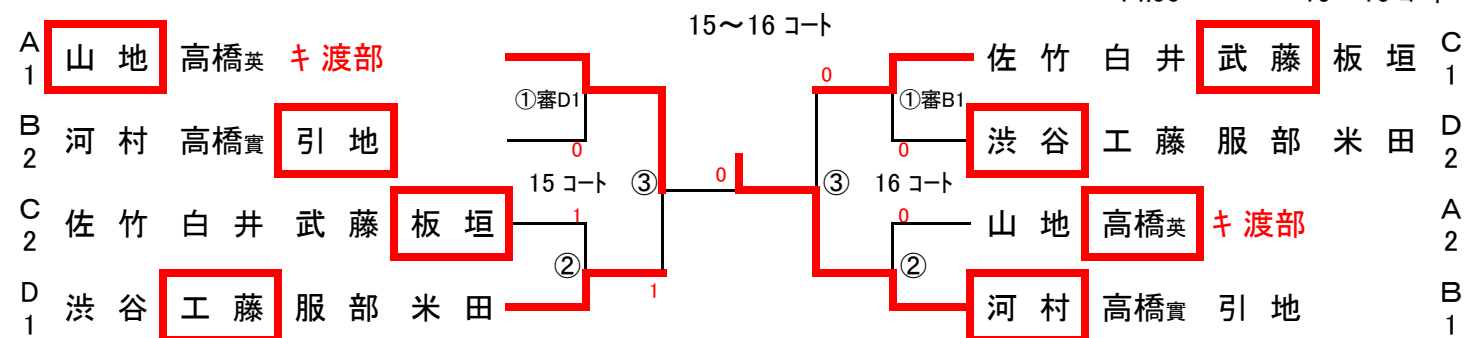 15～16 コート
A 1 山 地 高橋英 キ 渡部
①審D1
0
B 2 河 村 高橋實 引 地
15 コート ③
0
C 2 佐 竹 白 井 武 藤 板 垣
1
②
D 1 渋 谷 工 藤 服 部 米 田
1
佐 竹 白 井 武 藤 板 垣 C 1
0
①審B1
0
渋 谷 工 藤 服 部 米 田 D 2
③ 16 コート
0
山 地 高橋英 キ 渡部 A 2
②
河 村 高橋實 引 地 B 1